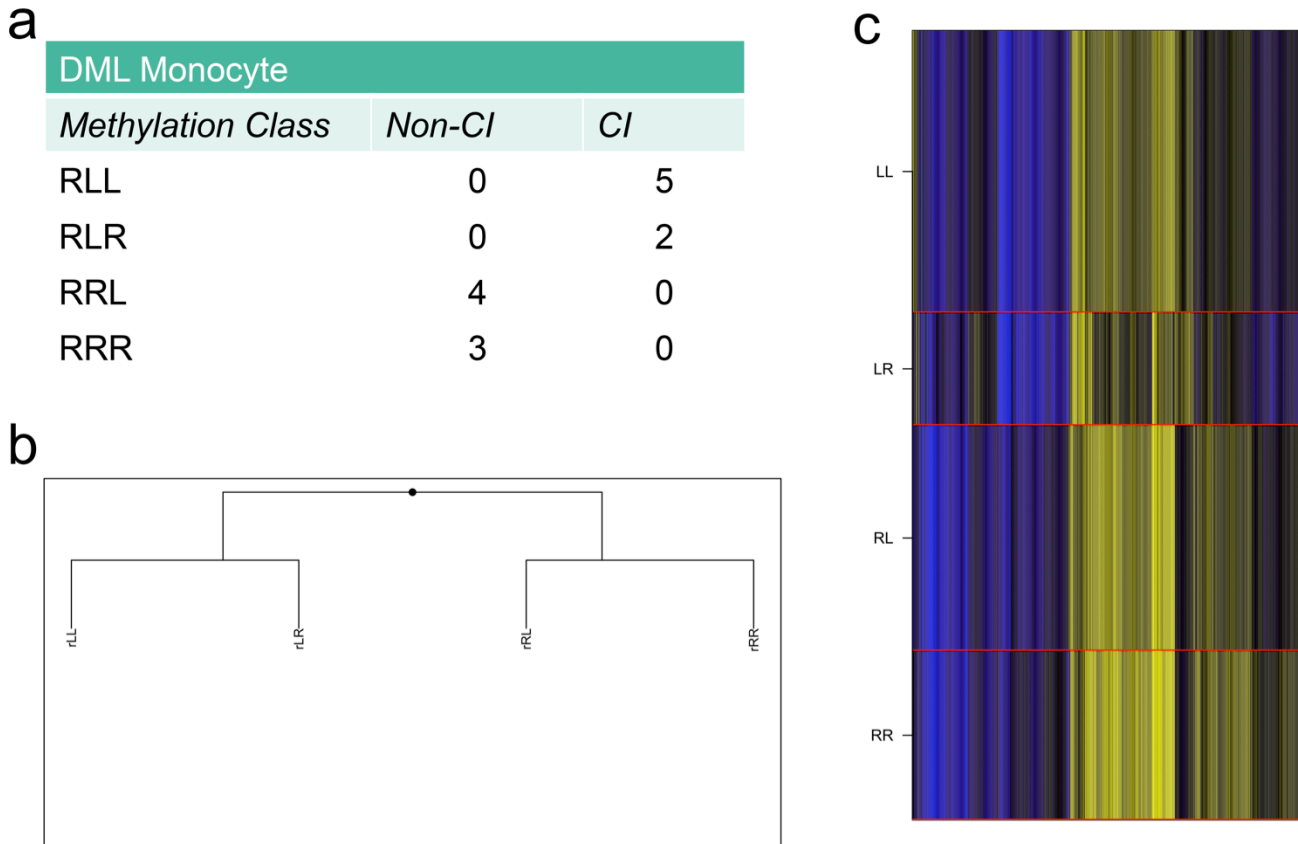 a
DML Monocyte
Methylation Class Non-CI CI
RLL 0 5
RLR 0 2
RRL 4 0
RRR 3 0
b
rLL
rLR
rRL
rRR
c
LL
LR
RL
RR